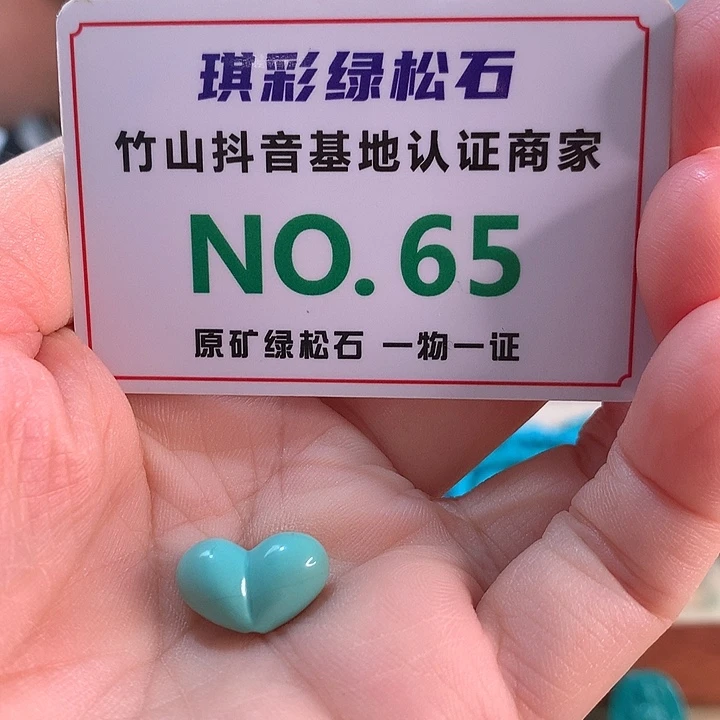 琪彩绿松石
竹山抖音基地认证商家
NO. 65
原矿绿松石 一物一证